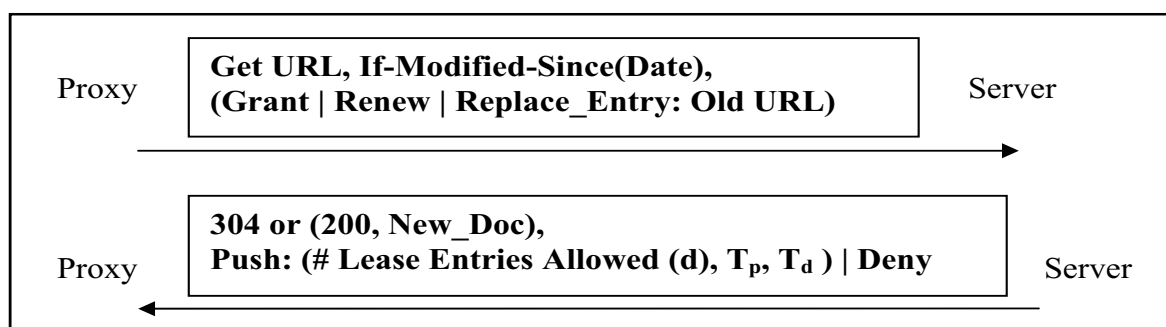 Get URL, If-Modified-Since(Date),
Proxy
Server
(Grant | Renew | Replace_Entry: Old URL)
304 or (200, New_Doc),
Push: (# Lease Entries Allowed (d), Tp, Td ) | Deny
Proxy
Server